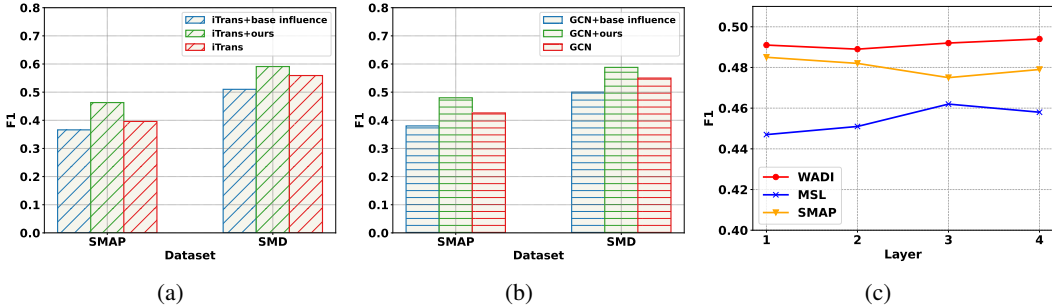 0.8
0.7
0.6
0.5
0.4
0.3
0.2
0.1
0.0
F1
iTrans+base influence
iTrans+ours
iTrans
SMAP
SMD
Dataset
(a)
0.8
0.7
0.6
0.5
0.4
0.3
0.2
0.1
0.0
F1
GCN+base influence
GCN+ours
GCN
SMAP
SMD
Dataset
(b)
0.50
0.48
0.46
0.44
0.42
0.40
F1
WADI
MSL
SMAP
1
2
3
4
Layer
(c)